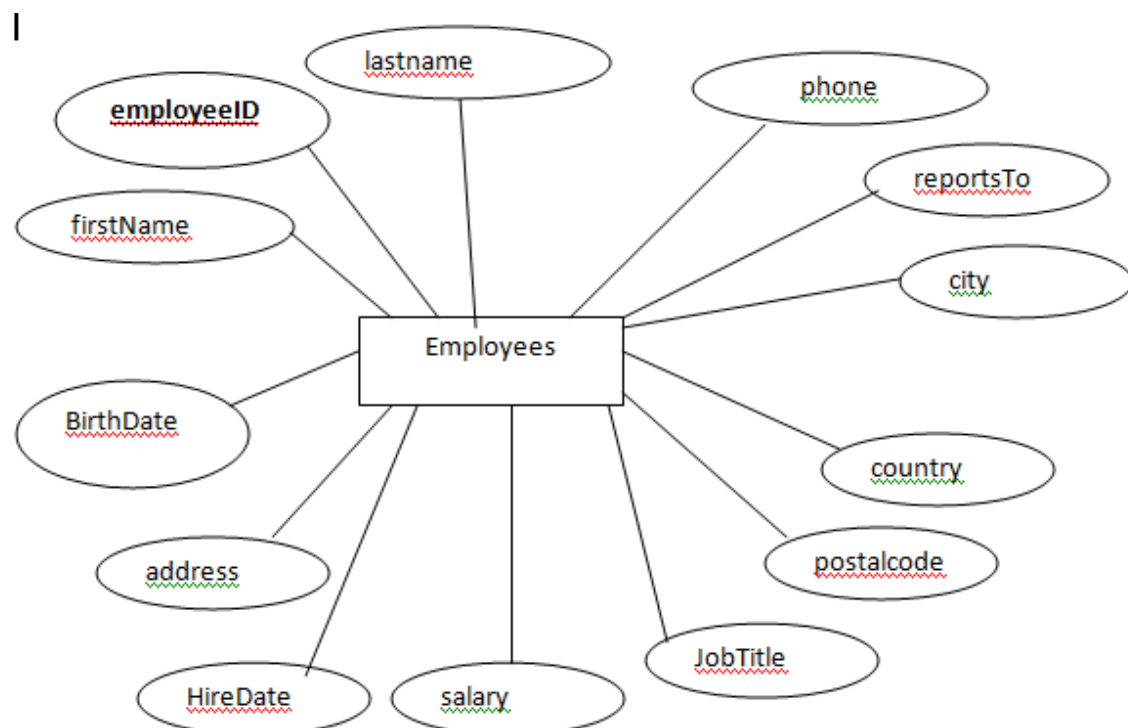 lastname
phone
employeeID
reportsTo
firstName
city
Employees
BirthDate
country
postalcode
address
JobTitle
HireDate
salary